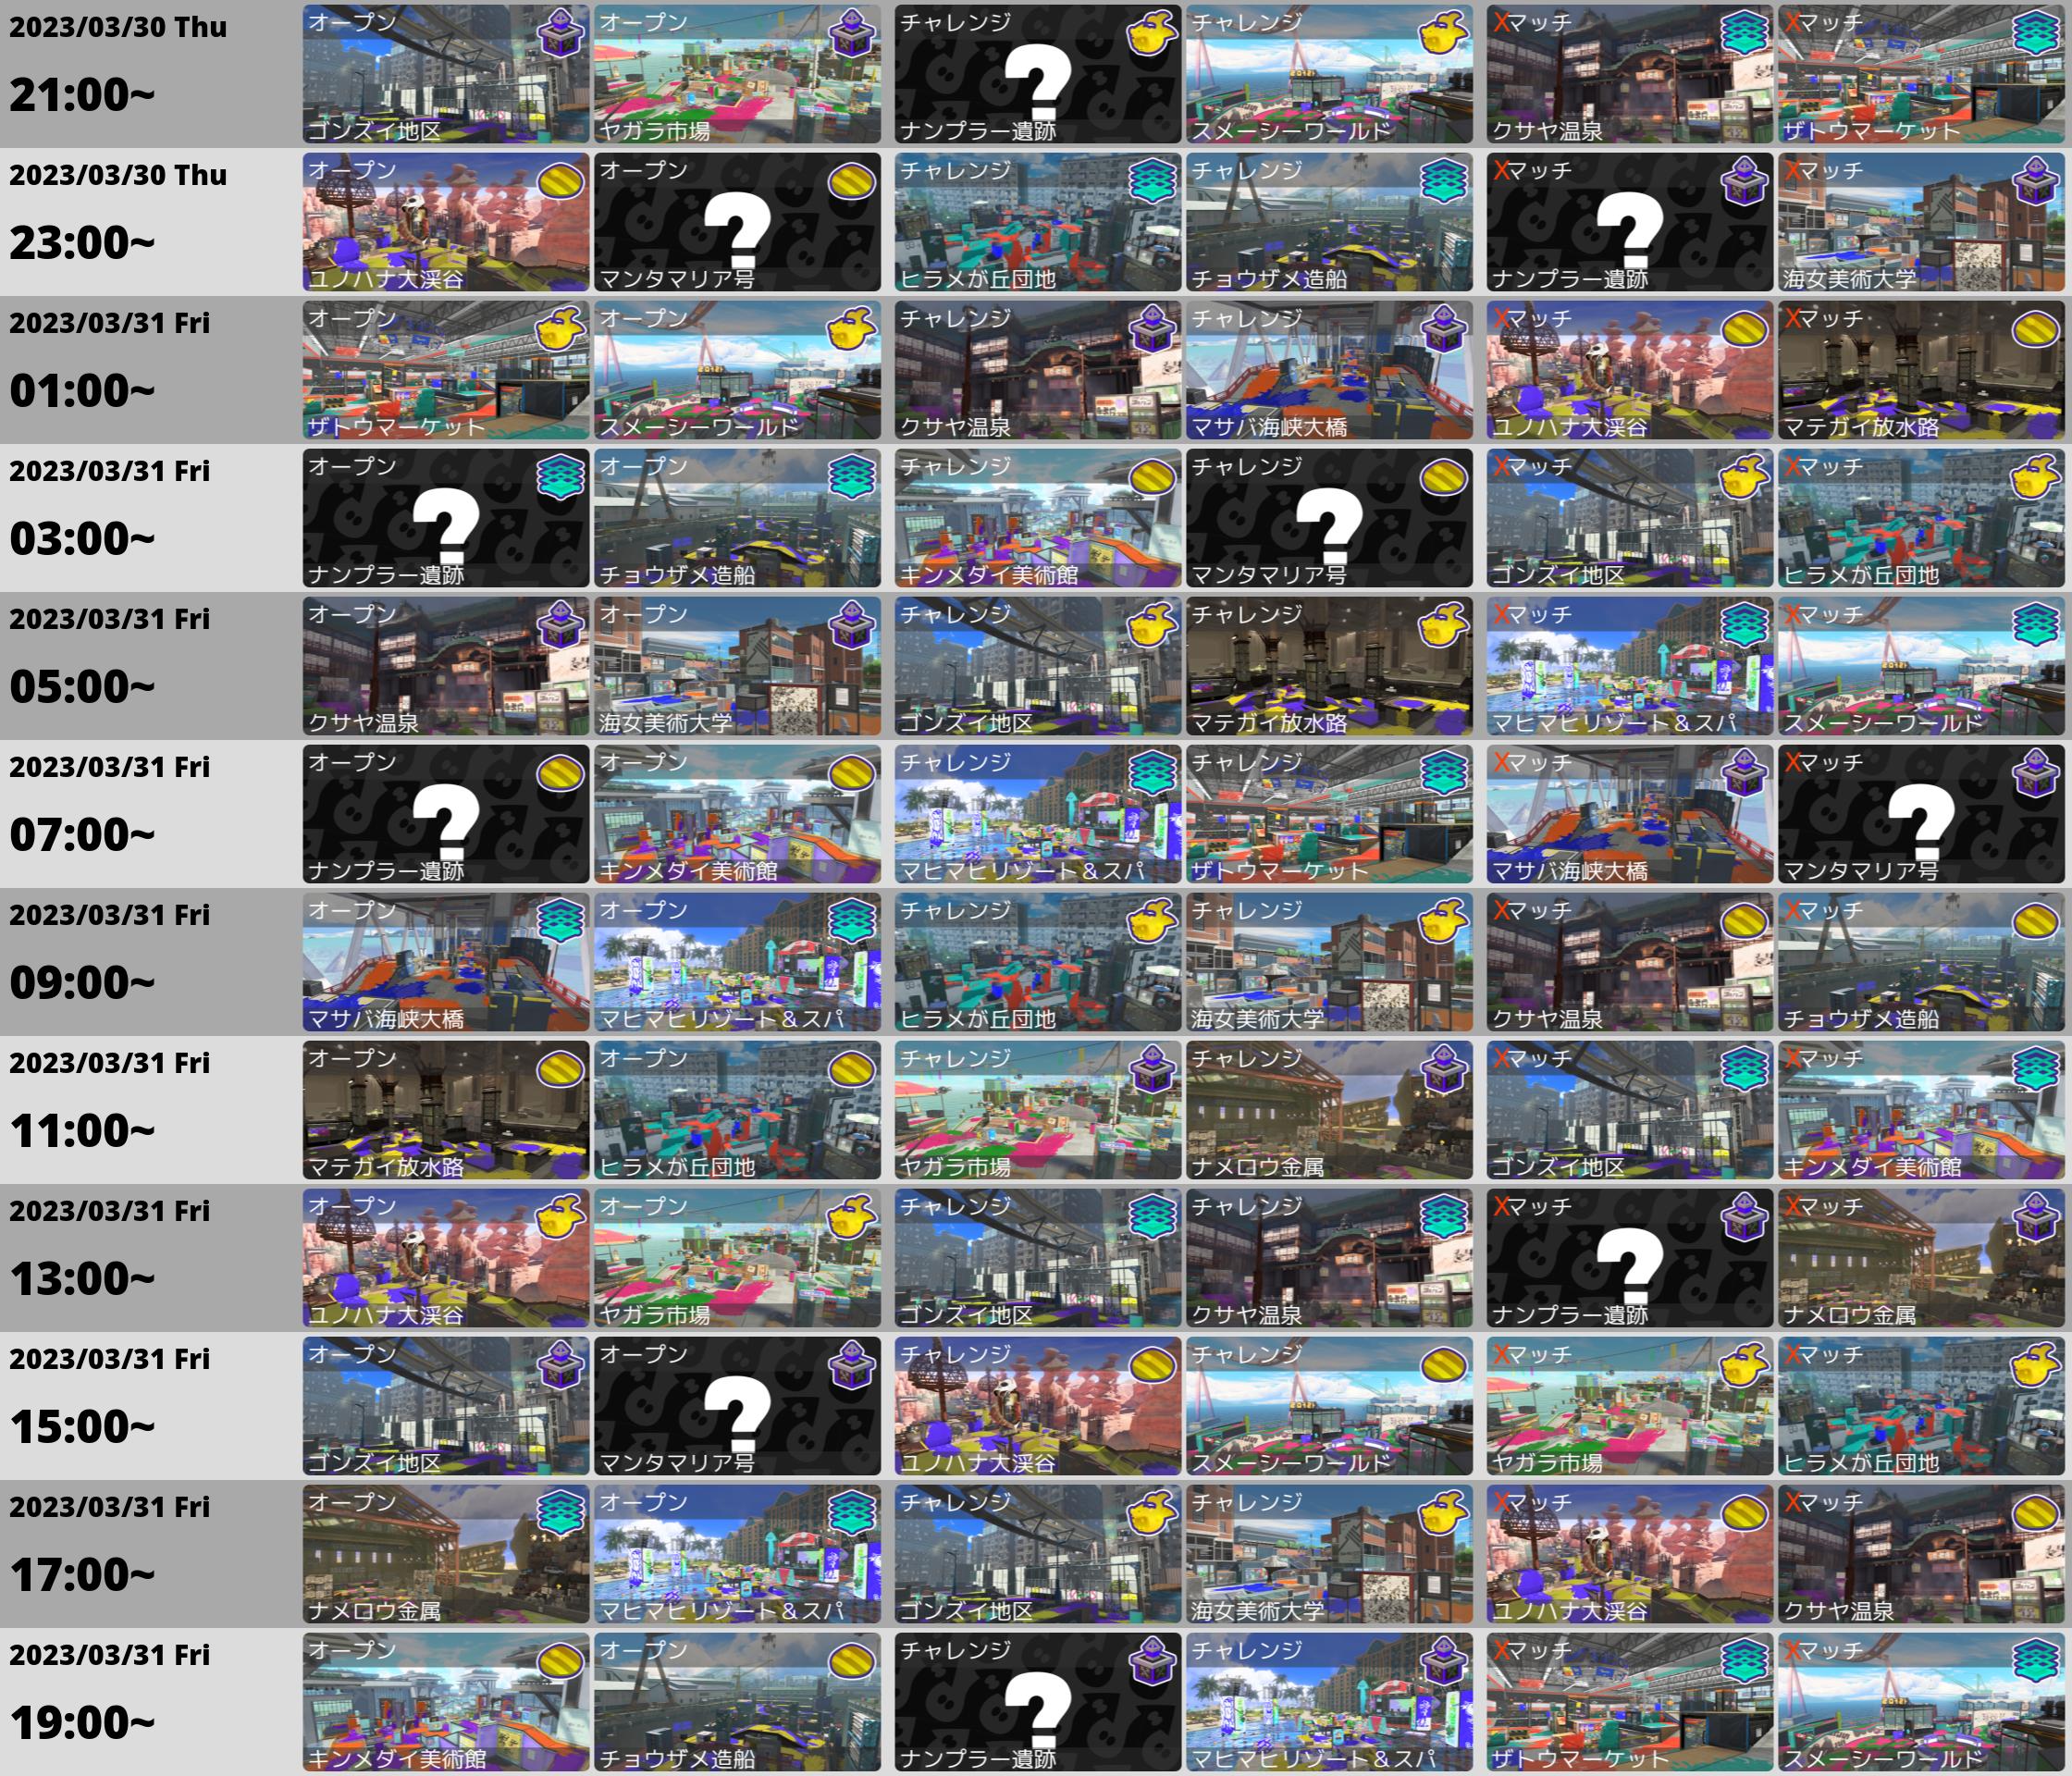 2023/03/30 Thu
21:00~
オープン オープン チャレンジ チャレンジ Xマッチ Xマッチ
ゴンズイ地区 ヤガラ市場 ナンプラー遺跡 スメーシーワールド クサヤ温泉 ザトウマーケット
2023/03/30 Thu
23:00~
オープン オープン チャレンジ チャレンジ Xマッチ Xマッチ
ユノハナ大渓谷 マンタマリア号 ヒラメが丘団地 チョウザメ造船 ナンプラー遺跡 海女美術大学
2023/03/31 Fri
01:00~
オープン オープン チャレンジ チャレンジ Xマッチ Xマッチ
ザトウマーケット スメーシーワールド クサヤ温泉 マサバ海峡大橋 ユノハナ大渓谷 マテガイ放水路
2023/03/31 Fri
03:00~
オープン オープン チャレンジ チャレンジ Xマッチ Xマッチ
ナンプラー遺跡 チョウザメ造船 キンメダイ美術館 マンタマリア号 ゴンズイ地区 ヒラメが丘団地
2023/03/31 Fri
05:00~
オープン オープン チャレンジ チャレンジ Xマッチ Xマッチ
クサヤ温泉 海女美術大学 ゴンズイ地区 マテガイ放水路 マヒマヒリゾート＆スパ スメーシーワールド
2023/03/31 Fri
07:00~
オープン オープン チャレンジ チャレンジ Xマッチ Xマッチ
ナンプラー遺跡 キンメダイ美術館 マヒマヒリゾート＆スパ ザトウマーケット マサバ海峡大橋 マンタマリア号
2023/03/31 Fri
09:00~
オープン オープン チャレンジ チャレンジ Xマッチ Xマッチ
マサバ海峡大橋 マヒマヒリゾート＆スパ ヒラメが丘団地 海女美術大学 クサヤ温泉 チョウザメ造船
2023/03/31 Fri
11:00~
オープン オープン チャレンジ チャレンジ Xマッチ Xマッチ
マテガイ放水路 ヒラメが丘団地 ヤガラ市場 ナメロウ金属 ゴンズイ地区 キンメダイ美術館
2023/03/31 Fri
13:00~
オープン オープン チャレンジ チャレンジ Xマッチ Xマッチ
ユノハナ大渓谷 ヤガラ市場 ゴンズイ地区 クサヤ温泉 ナンプラー遺跡 ナメロウ金属
2023/03/31 Fri
15:00~
オープン オープン チャレンジ チャレンジ Xマッチ Xマッチ
ゴンズイ地区 マンタマリア号 ユノハナ大渓谷 スメーシーワールド ヤガラ市場 ヒラメが丘団地
2023/03/31 Fri
17:00~
オープン オープン チャレンジ チャレンジ Xマッチ Xマッチ
ナメロウ金属 マヒマヒリゾート＆スパ ゴンズイ地区 海女美術大学 ユノハナ大渓谷 クサヤ温泉
2023/03/31 Fri
19:00~
オープン オープン チャレンジ チャレンジ Xマッチ Xマッチ
キンメダイ美術館 チョウザメ造船 ナンプラー遺跡 マヒマヒリゾート＆スパ ザトウマーケット スメーシーワールド